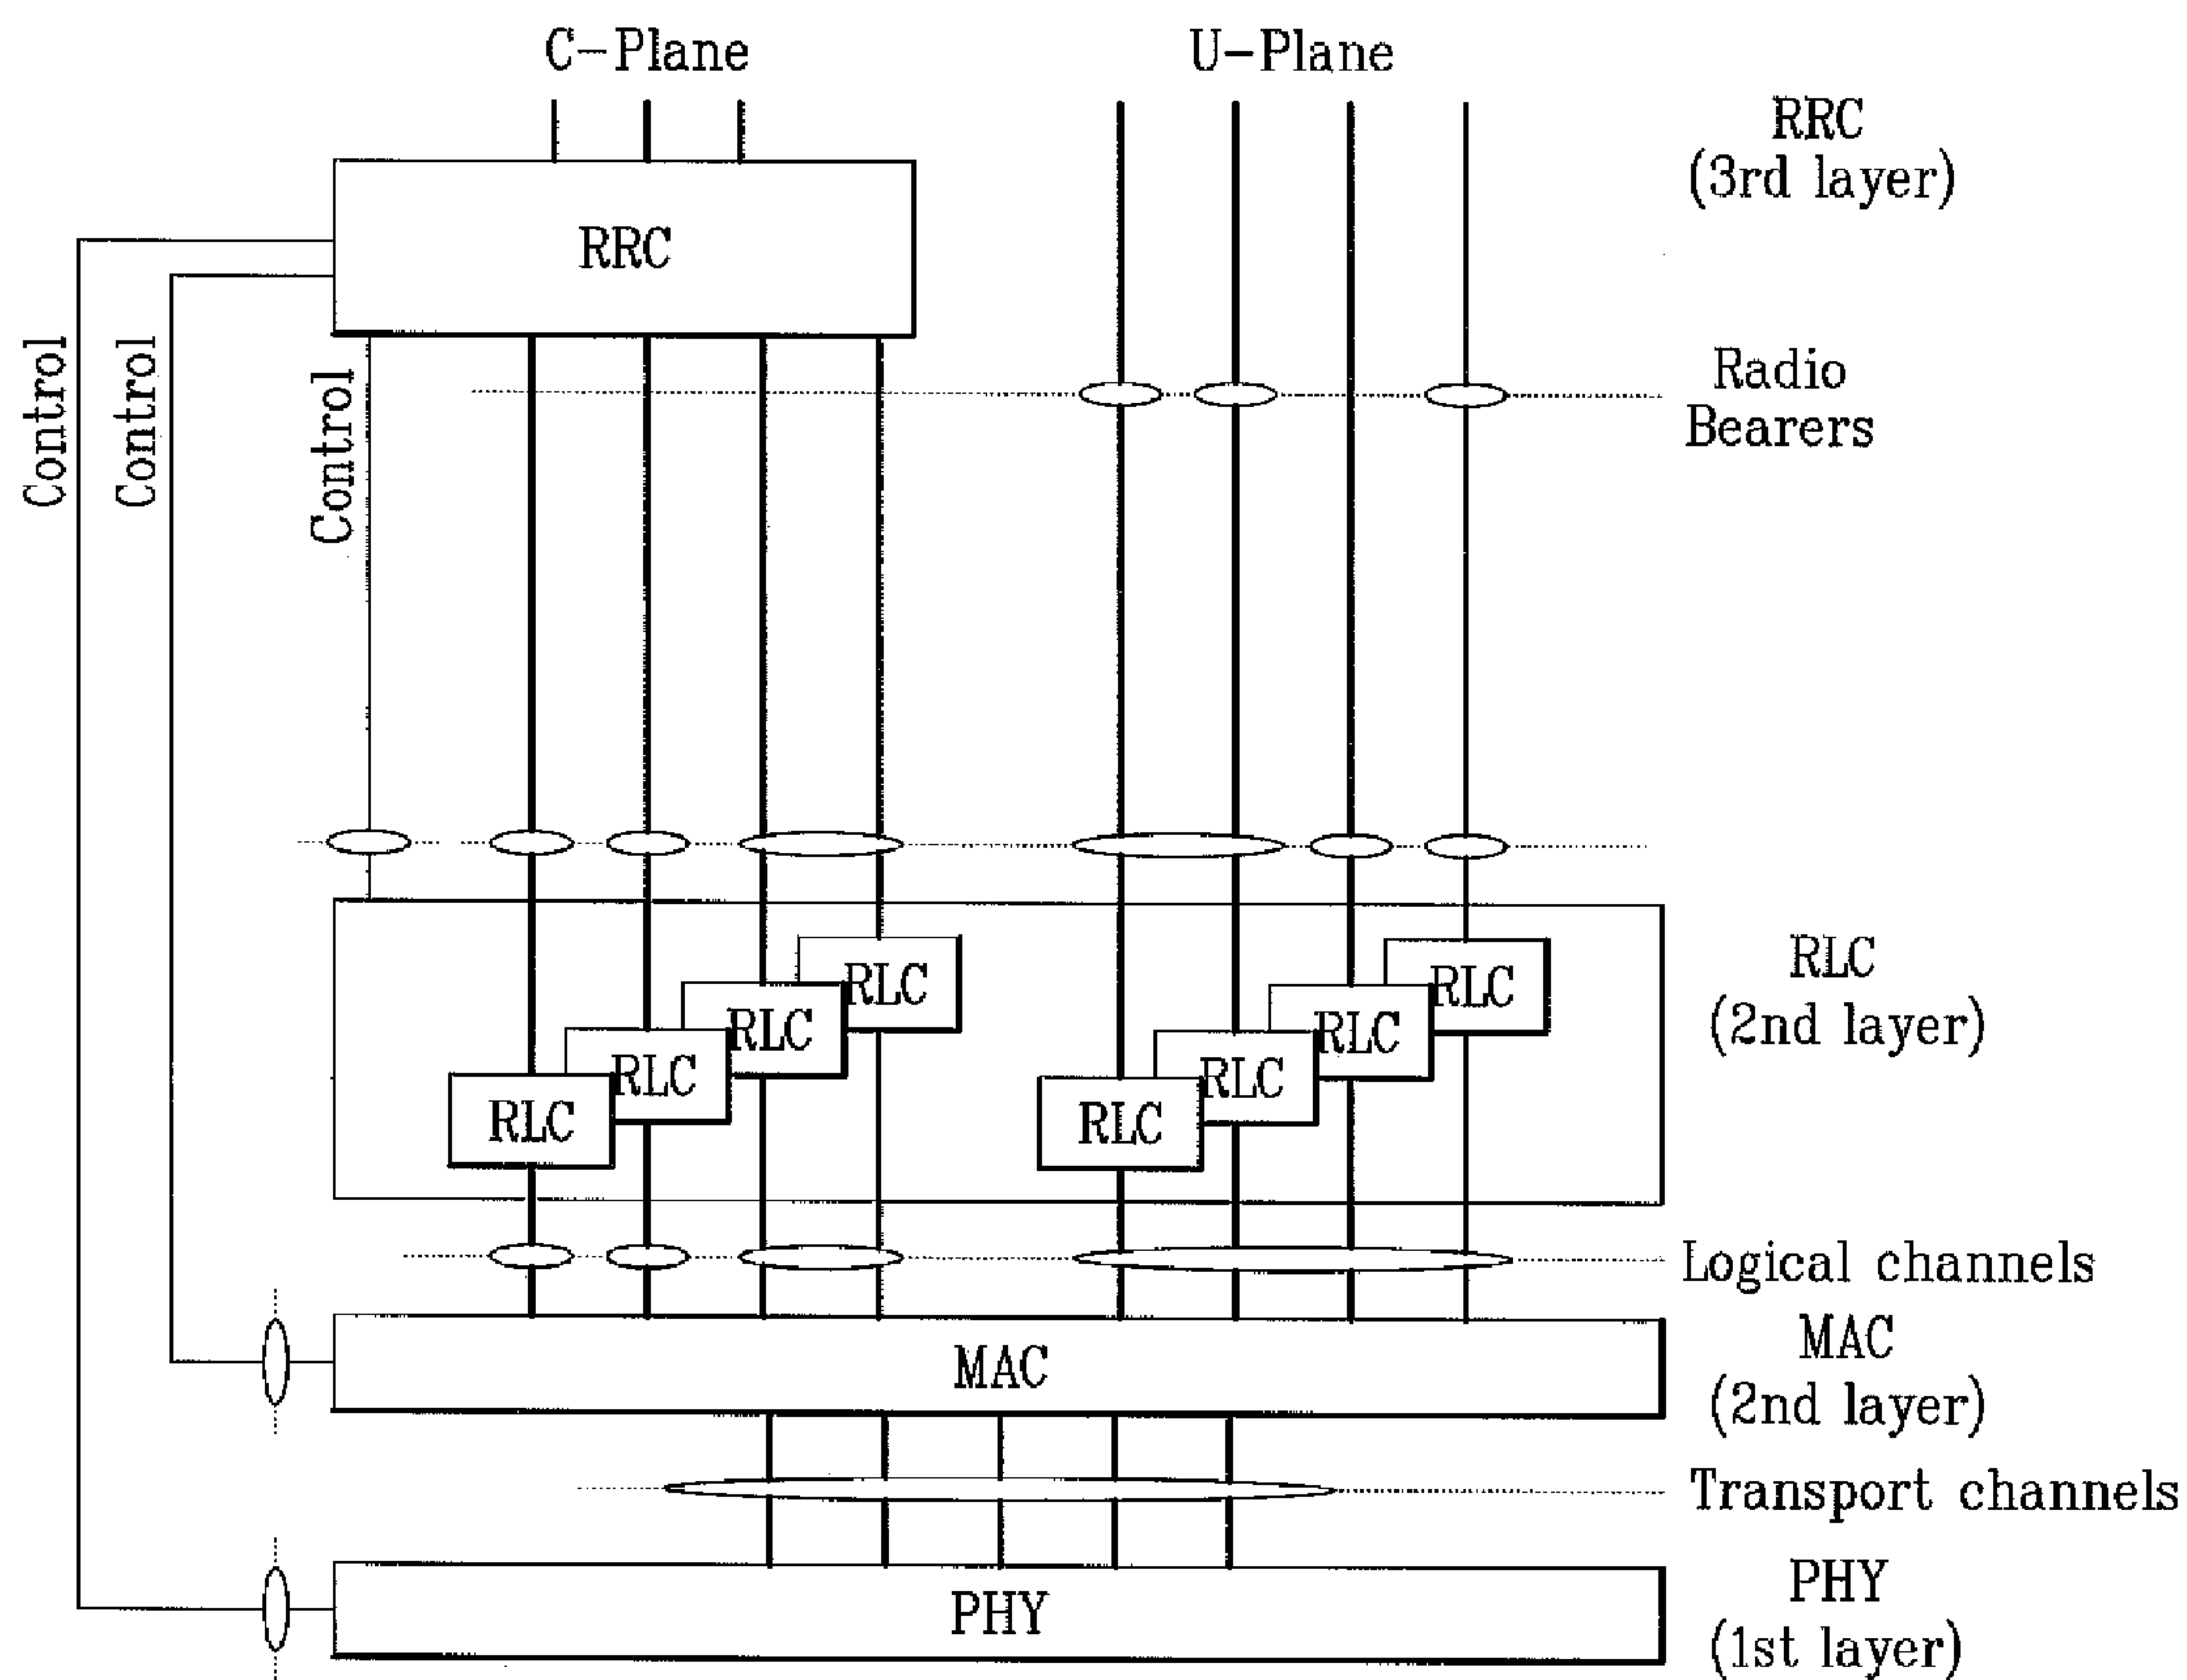 C-Plane
U-Plane
RRC
(3rd layer)
RRC
Control
Control
Control
Radio
Bearers
RLC
RLC
RLC
RLC
RLC
RLC
RLC
RLC
RLC
(2nd layer)
Logical channels
MAC
MAC
(2nd layer)
Transport channels
PHY
PHY
(1st layer)